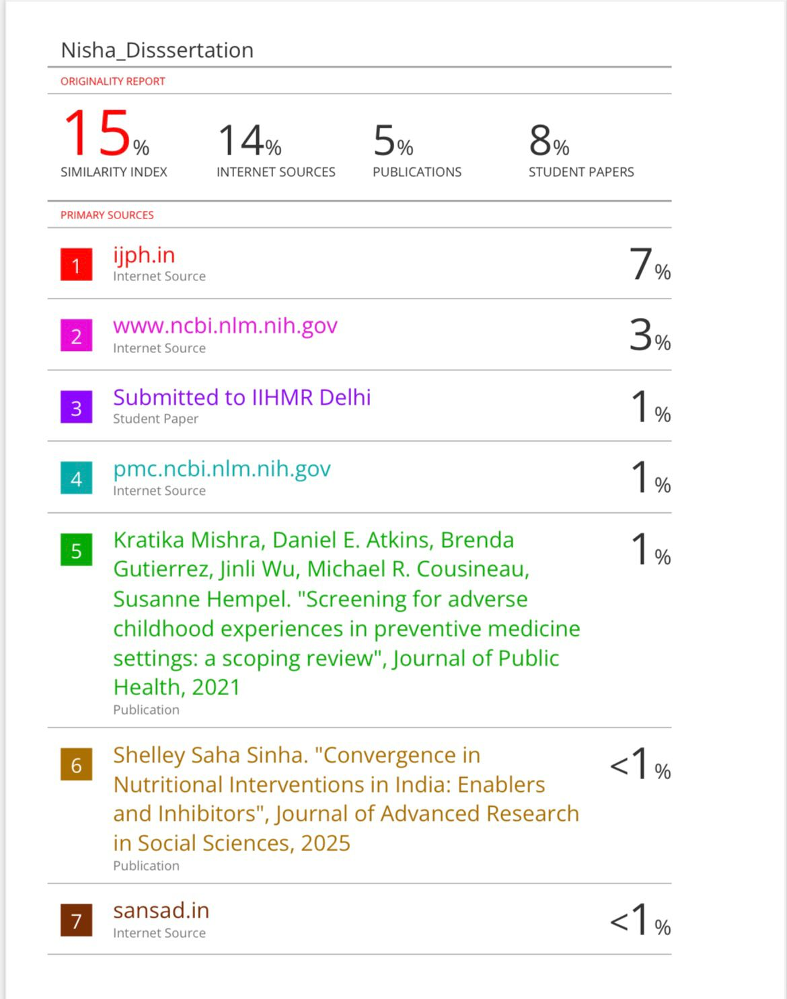 Nisha_Disssertation
ORIGINALITY REPORT
15% 14% 5% 8%
SIMILARITY INDEX INTERNET SOURCES PUBLICATIONS STUDENT PAPERS
PRIMARY SOURCES
1 ijph.in 7%
Internet Source
2 www.ncbi.nlm.nih.gov 3%
Internet Source
3 Submitted to IIHMR Delhi 1%
Student Paper
4 pmc.ncbi.nlm.nih.gov 1%
Internet Source
5 Kratika Mishra, Daniel E. Atkins, Brenda 1%
Gutierrez, Jinli Wu, Michael R. Cousineau,
Susanne Hempel. "Screening for adverse
childhood experiences in preventive medicine
settings: a scoping review", Journal of Public
Health, 2021
Publication
6 Shelley Saha Sinha. "Convergence in <1%
Nutritional Interventions in India: Enablers
and Inhibitors", Journal of Advanced Research
in Social Sciences, 2025
Publication
7 sansad.in <1%
Internet Source